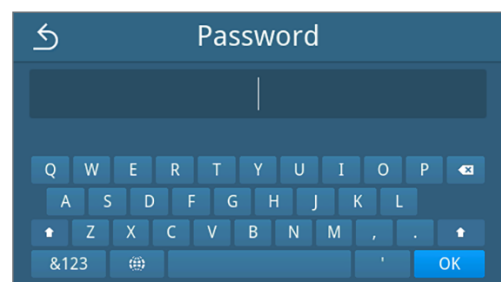 Password
Q W E R T Y U I O P
A S D F G H J K L
Z X C V B N M , .
&123 ' OK